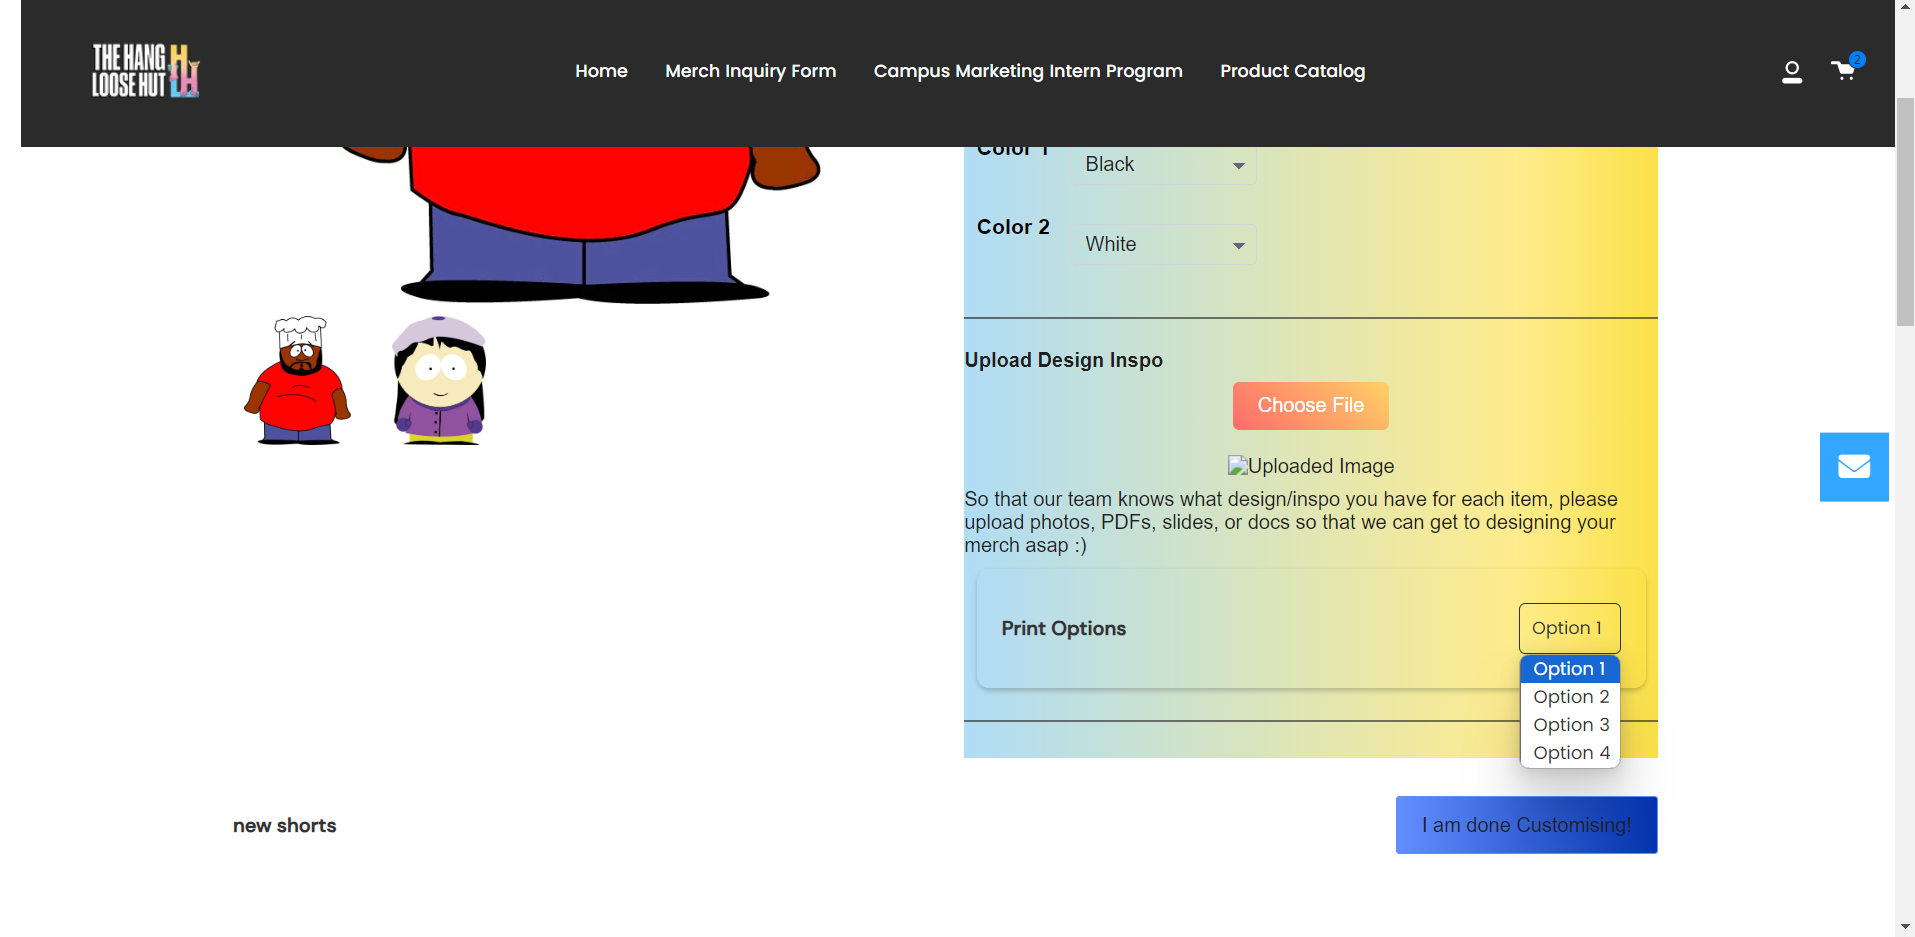 THE HANG
LOOSE HUT
Home
Merch Inquiry Form
Campus Marketing Intern Program
Product Catalog
2
Color 1
Black
Color 2
White
Upload Design Inspo
Choose File
Uploaded Image
So that our team knows what design/inspo you have for each item, please
upload photos, PDFs, slides, or docs so that we can get to designing your
merch asap :)
Print Options
Option 1
Option 1
Option 2
Option 3
Option 4
new shorts
I am done Customising!